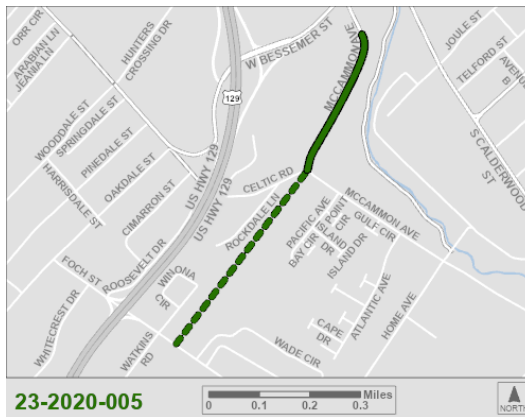 ORR CIR
ARABIAN LN
JEANIA LN
HUNTERS
CROSSING DR
W BESSEMER ST
MCCAMMON AVE
JOULE ST
TELFORD ST
AVENUE
B
129
WOODDALE ST
SPRINGDALE ST
PINEDALE ST
OAKDALE ST
HARRISDALE ST
CIMARRON ST
US HWY 129
US HWY 129
CELTIC RD
S CALDERWOOD
ST
ROCKDALE LN
MCCAMMON AVE
PACIFIC AVE
BAY CIR
IS POINT
CIR
ISLAND
DR
GULF CIR
ISLAND DR
ROOSEVELT DR
FOCH ST
WINONA
CIR
WHITECREST DR
WATKINS
RD
WADE CIR
CAPE
DR
ATLANTIC AVE
HOME AVE
23-2020-005
Miles
0 0.1 0.2 0.3
NORTH